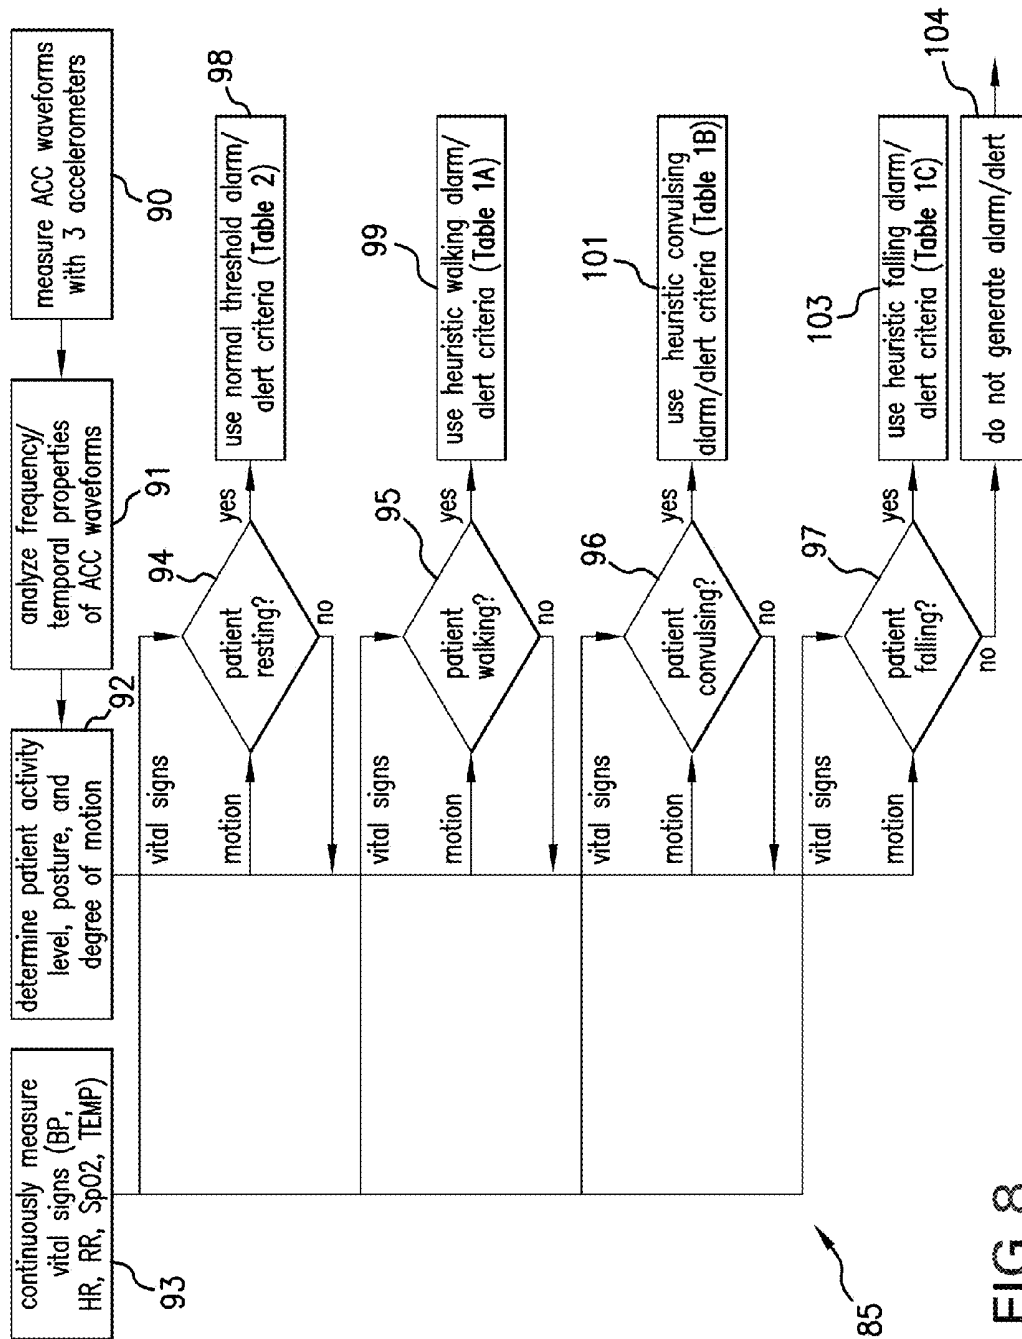 continuously measure
vital signs (BP,
HR, RR, SpO2, TEMP)
93
determine patient activity
level, posture, and
degree of motion
92
analyze frequency/
temporal properties
of ACC waveforms
91
measure ACC waveforms
with 3 accelerometers
90
vital signs
motion
patient
resting?
94
yes
no
use normal threshold alarm/
alert criteria (Table 2)
98
vital signs
motion
patient
walking?
95
yes
no
use heuristic walking alarm/
alert criteria (Table 1A)
99
vital signs
motion
patient
convulsing?
96
yes
no
use heuristic convulsing
alarm/alert criteria (Table 1B)
101
vital signs
motion
patient
falling?
97
yes
no
use heuristic falling alarm/
alert criteria (Table 1C)
103
do not generate alarm/alert
104
85
FIG 8